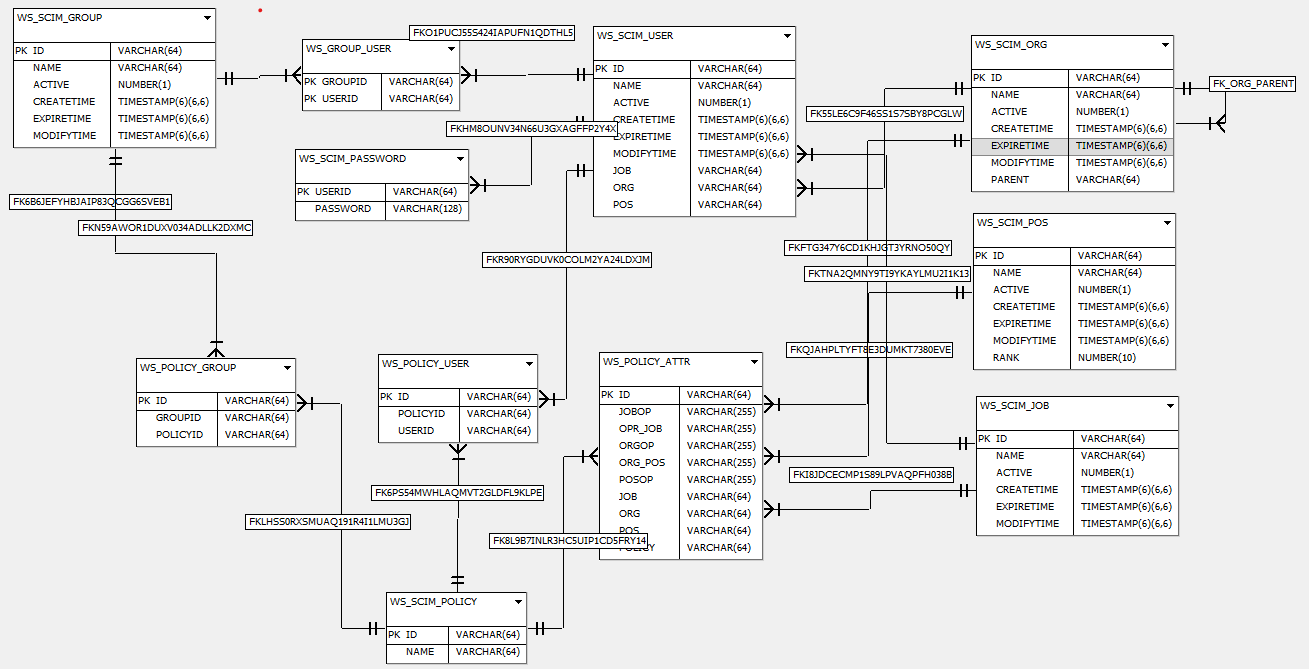 WS_SCIM_GROUP
PK ID VARCHAR(64)
NAME VARCHAR(64)
ACTIVE NUMBER(1)
CREATETIME TIMESTAMP(6)(6,6)
EXPIRETIME TIMESTAMP(6)(6,6)
MODIFYTIME TIMESTAMP(6)(6,6)
WS_GROUP_USER
PK GROUPID VARCHAR(64)
PK USERID VARCHAR(64)
FKO1PUCJ55S424IAPUFN1QDTHL5
WS_SCIM_USER
PK ID VARCHAR(64)
NAME VARCHAR(64)
ACTIVE NUMBER(1)
CREATETIME TIMESTAMP(6)(6,6)
EXPIRETIME TIMESTAMP(6)(6,6)
MODIFYTIME TIMESTAMP(6)(6,6)
JOB VARCHAR(64)
ORG VARCHAR(64)
POS VARCHAR(64)
WS_SCIM_ORG
PK ID VARCHAR(64)
NAME VARCHAR(64)
ACTIVE NUMBER(1)
CREATETIME TIMESTAMP(6)(6,6)
EXPIRETIME TIMESTAMP(6)(6,6)
MODIFYTIME TIMESTAMP(6)(6,6)
PARENT VARCHAR(64)
FK_ORG_PARENT
FK55LE6C9F46SS1S7SBY8PCGLW
FKHM8OUNV34N66U3GXAGFFP2Y4X
WS_SCIM_PASSWORD
PK USERID VARCHAR(64)
PASSWORD VARCHAR(128)
FK6B6JEFYHBJAIP83QCGG6SVEB1
FKN59AWOR1DUXV034ADLLK2DXMC
FKR90RYGDUVK0COLM2YA24LDXJM
FKFTG347Y6CD1KHJGT3YRNO50QY
FKTNA2QMNY9TI9YKAYLMU2I1K13
WS_SCIM_POS
PK ID VARCHAR(64)
NAME VARCHAR(64)
ACTIVE NUMBER(1)
CREATETIME TIMESTAMP(6)(6,6)
EXPIRETIME TIMESTAMP(6)(6,6)
MODIFYTIME TIMESTAMP(6)(6,6)
RANK NUMBER(10)
FKQJAHPLTYFT8E3DUMKT7380EVE
WS_POLICY_GROUP
PK ID VARCHAR(64)
GROUPID VARCHAR(64)
POLICYID VARCHAR(64)
WS_POLICY_USER
PK ID VARCHAR(64)
POLICYID VARCHAR(64)
USERID VARCHAR(64)
WS_POLICY_ATTR
PK ID VARCHAR(64)
JOBOP VARCHAR(255)
OPR_JOB VARCHAR(255)
ORGOP VARCHAR(255)
ORG_POS VARCHAR(255)
POSOP VARCHAR(255)
JOB VARCHAR(64)
ORG VARCHAR(64)
POS VARCHAR(64)
VARCHAR(64)
WS_SCIM_JOB
PK ID VARCHAR(64)
NAME VARCHAR(64)
ACTIVE NUMBER(1)
CREATETIME TIMESTAMP(6)(6,6)
EXPIRETIME TIMESTAMP(6)(6,6)
MODIFYTIME TIMESTAMP(6)(6,6)
FKI8JDCECMP1S89LPVAQPFH038B
FK6PS54MWHLAQMVT2GLDFL9KLPE
FKLHSS0RXSMUAQ191R4I1LMU3GJ
FK8L9B7INLR3HC5UIP1CD5FRY14
WS_SCIM_POLICY
PK ID VARCHAR(64)
NAME VARCHAR(64)